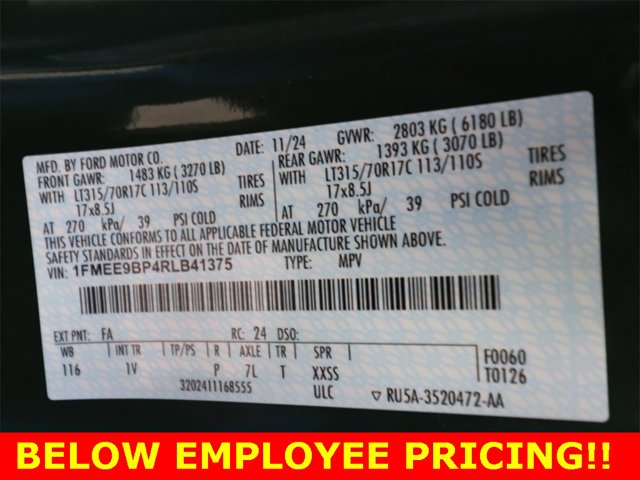 MFD. BY FORD MOTOR CO. DATE: 11/24 GVWR: 2803 KG ( 6180 LB)
FRONT GAWR: 1483 KG ( 3270 LB) REAR GAWR: 1393 KG ( 3070 LB)
WITH LT315/70R17C 113/110S TIRES WITH LT315/70R17C 113/110S TIRES
17x8.5J RIMS 17x8.5J RIMS
AT 270 kPa/ 39 PSI COLD AT 270 kPa/ 39 PSI COLD
THIS VEHICLE CONFORMS TO ALL APPLICABLE FEDERAL MOTOR VEHICLE
SAFETY STANDARDS IN EFFECT ON THE DATE OF MANUFACTURE SHOWN ABOVE.
VIN: 1FMEE9BP4RLB41375 TYPE: MPV
EXT PNT: FA RC: 24 DSO:
WB INT TR TP/PS R AXLE TR SPR F0060
116 1V P 7L T XXSS T0126
3202411168555 ULC ▽ RU5A-3520472-AA
BELOW EMPLOYEE PRICING!!